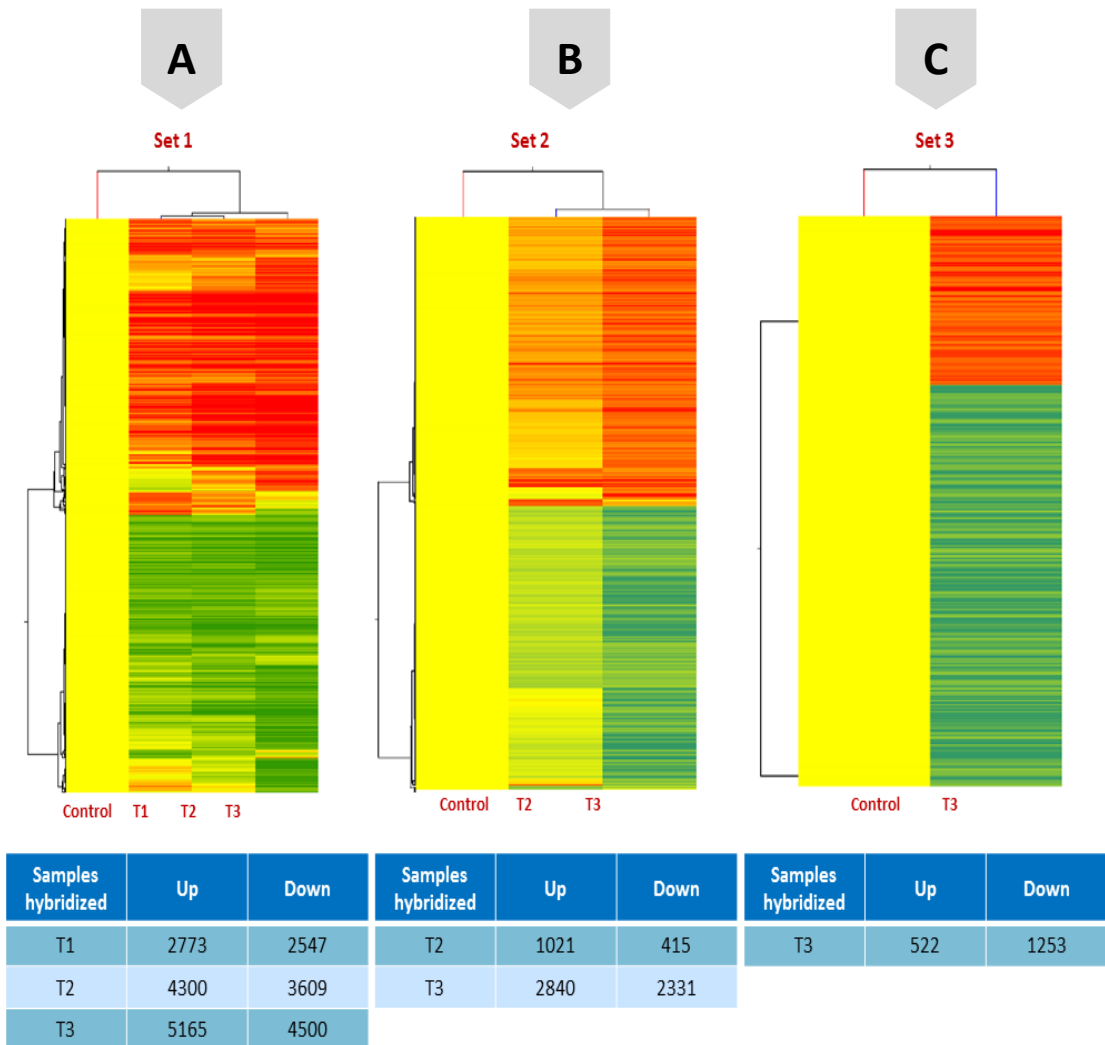 A
B
C
Set 1
Set 2
Set 3
Control T1 T2 T3
Control T2 T3
Control T3
Samples hybridized Up Down
T1 2773 2547
T2 4300 3609
T3 5165 4500
Samples hybridized Up Down
T2 1021 415
T3 2840 2331
Samples hybridized Up Down
T3 522 1253